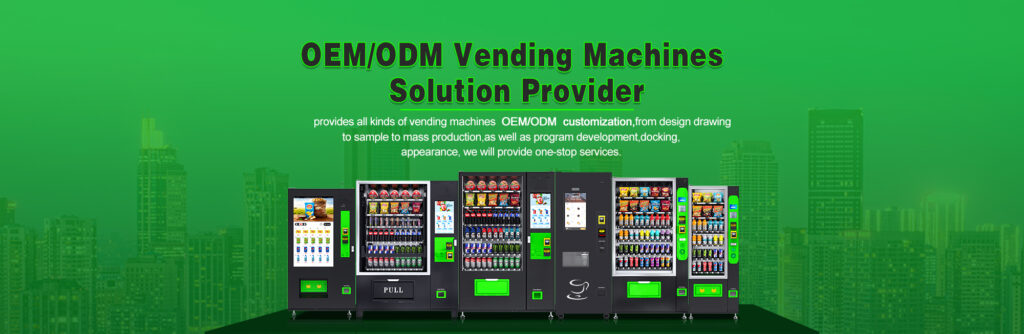 OEM/ODM Vending Machines
Solution Provider
provides all kinds of vending machines OEM/ODM customization,from design drawing
to sample to mass production,as well as program development,docking,
appearance, we will provide one-stop services.
PULL